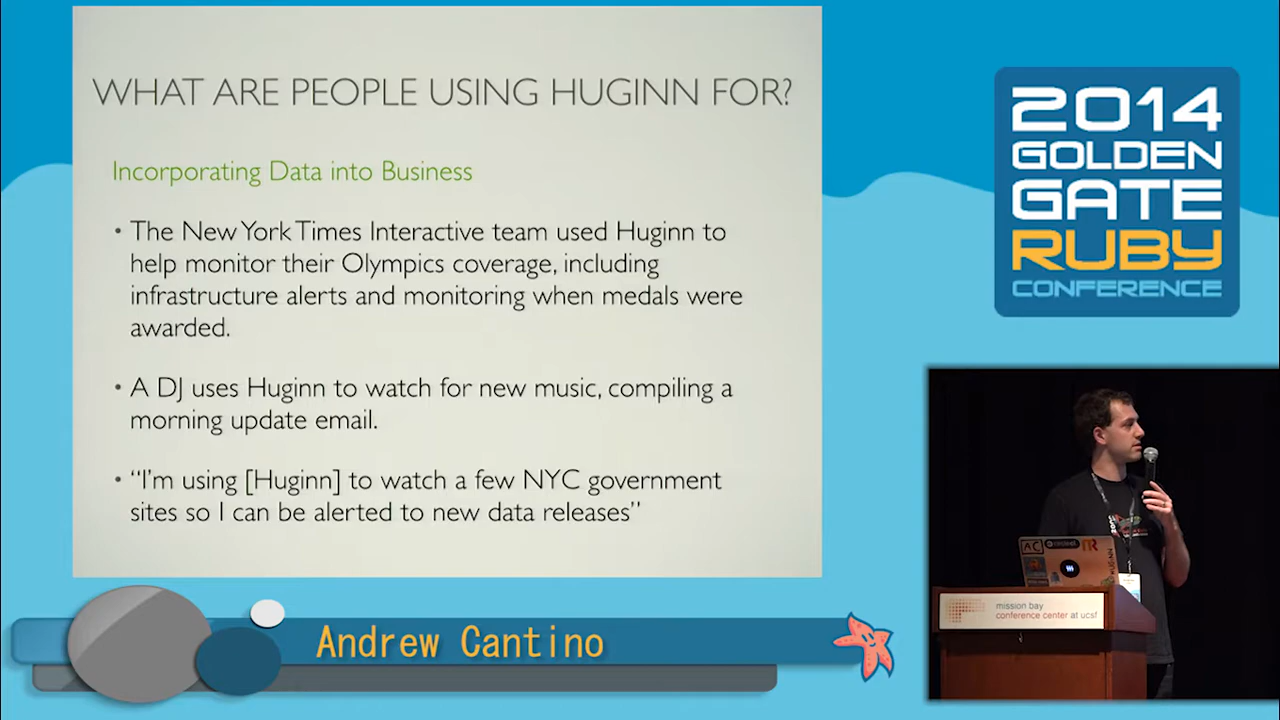 WHAT ARE PEOPLE USING HUGINN FOR?
Incorporating Data into Business
• The New York Times Interactive team used Huginn to
help monitor their Olympics coverage, including
infrastructure alerts and monitoring when medals were
awarded.
• A DJ uses Huginn to watch for new music, compiling a
morning update email.
• “I’m using [Huginn] to watch a few NYC government
sites so I can be alerted to new data releases”
2014
GOLDEN
GATE
RUBY
CONFERENCE
AC
HUGINN
mission bay
conference center at ucsf
Andrew Cantino